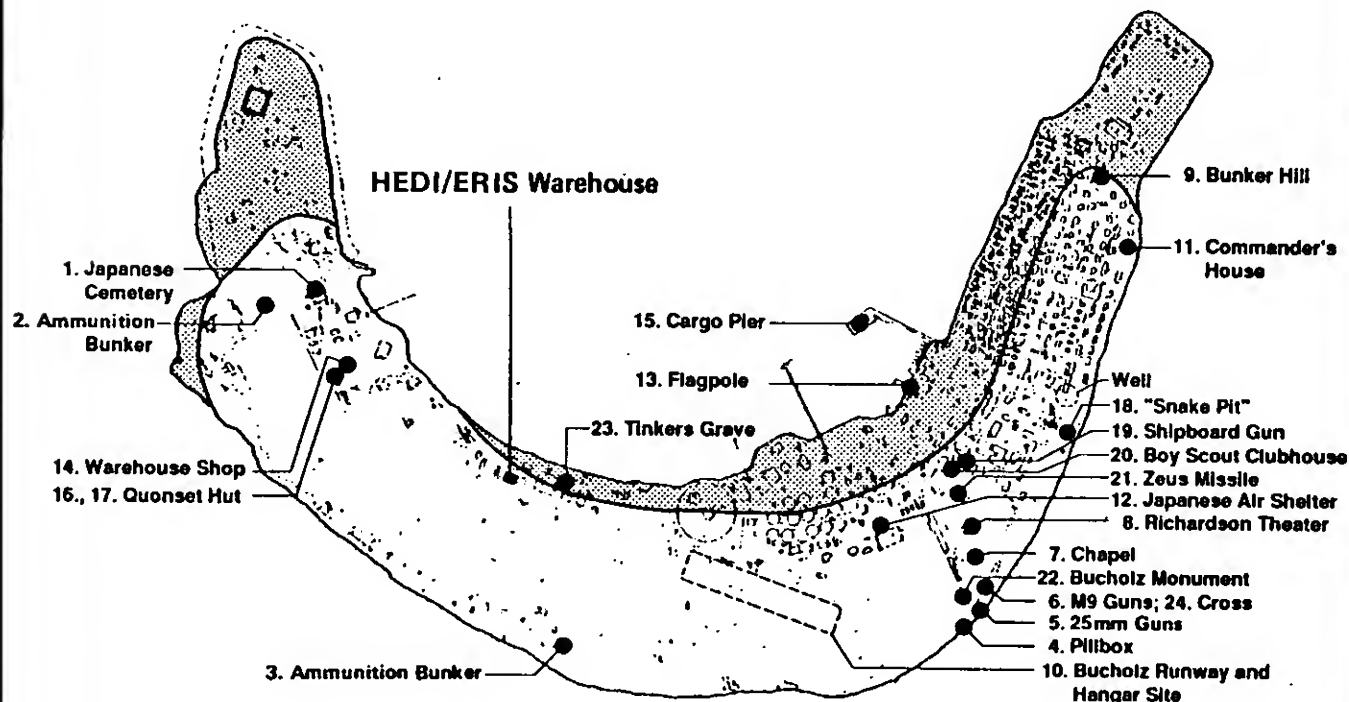 HEDI/ERIS Warehouse
1. Japanese
Cemetery
2. Ammunition
Bunker
14. Warehouse Shop
16., 17. Quonset Hut
23. Tinkers Grave
3. Ammunition Bunker
15. Cargo Pier
13. Flagpole
9. Bunker Hill
11. Commander's
House
Well
18. "Snake Pit"
19. Shipboard Gun
20. Boy Scout Clubhouse
21. Zeus Missile
12. Japanese Air Shelter
8. Richardson Theater
7. Chapel
22. Bucholz Monument
6. M9 Guns; 24. Cross
5. 25mm Guns
4. Pillbox
10. Bucholz Runway and
Hangar Site